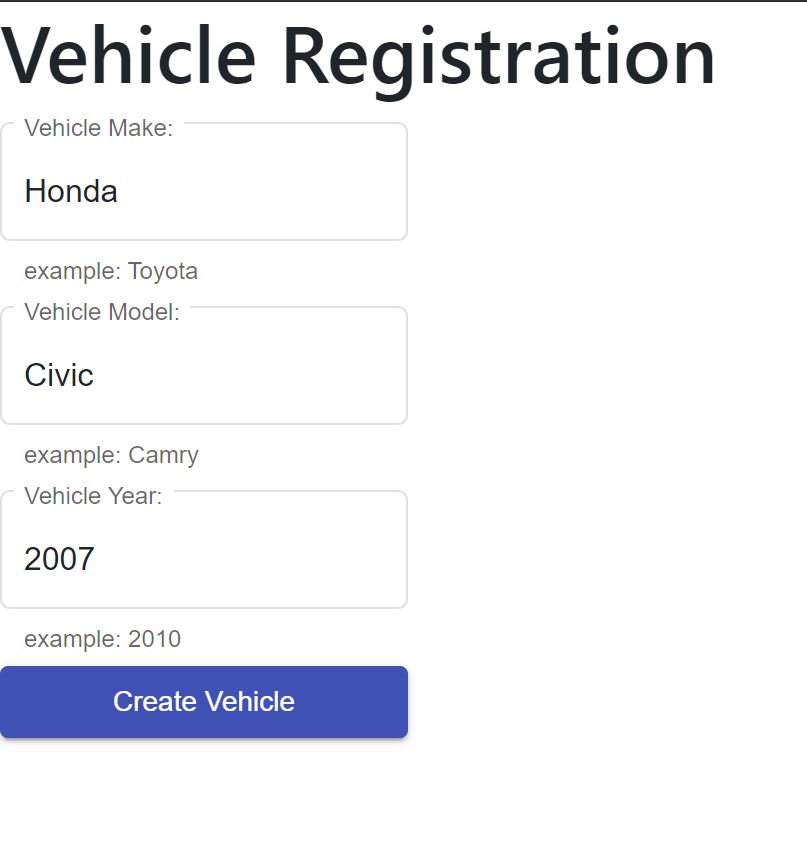 Vehicle Registration
Vehicle Make:
Honda
example: Toyota
Vehicle Model:
Civic
example: Camry
Vehicle Year:
2007
example: 2010
Create Vehicle